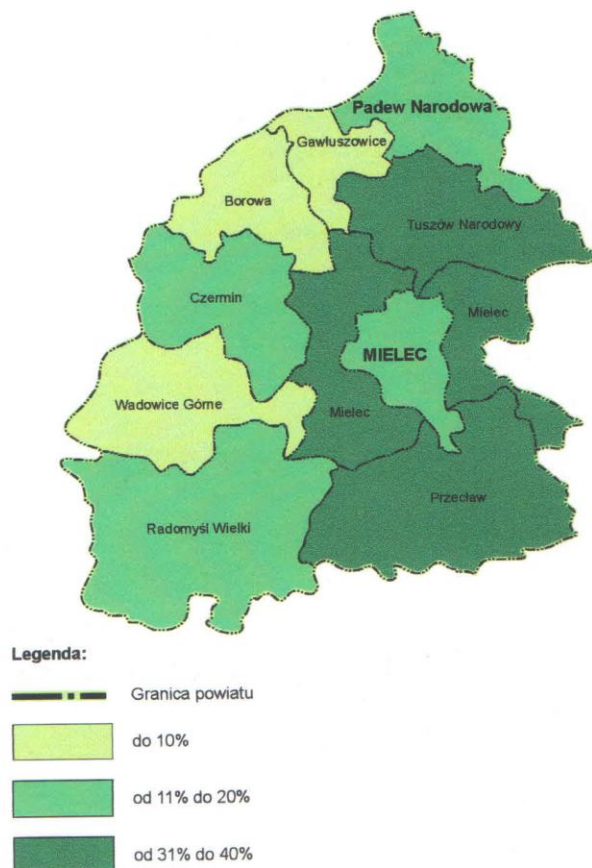 Padew Narodowa
Gawłuszowice
Borowa
Tuszów Narodowy
Czermin
Mielec
MIELEC
Wadowice Górne
Mielec
Przecław
Radomyśl Wielki
Legenda:
Granica powiatu
do 10%
od 11% do 20%
od 31% do 40%